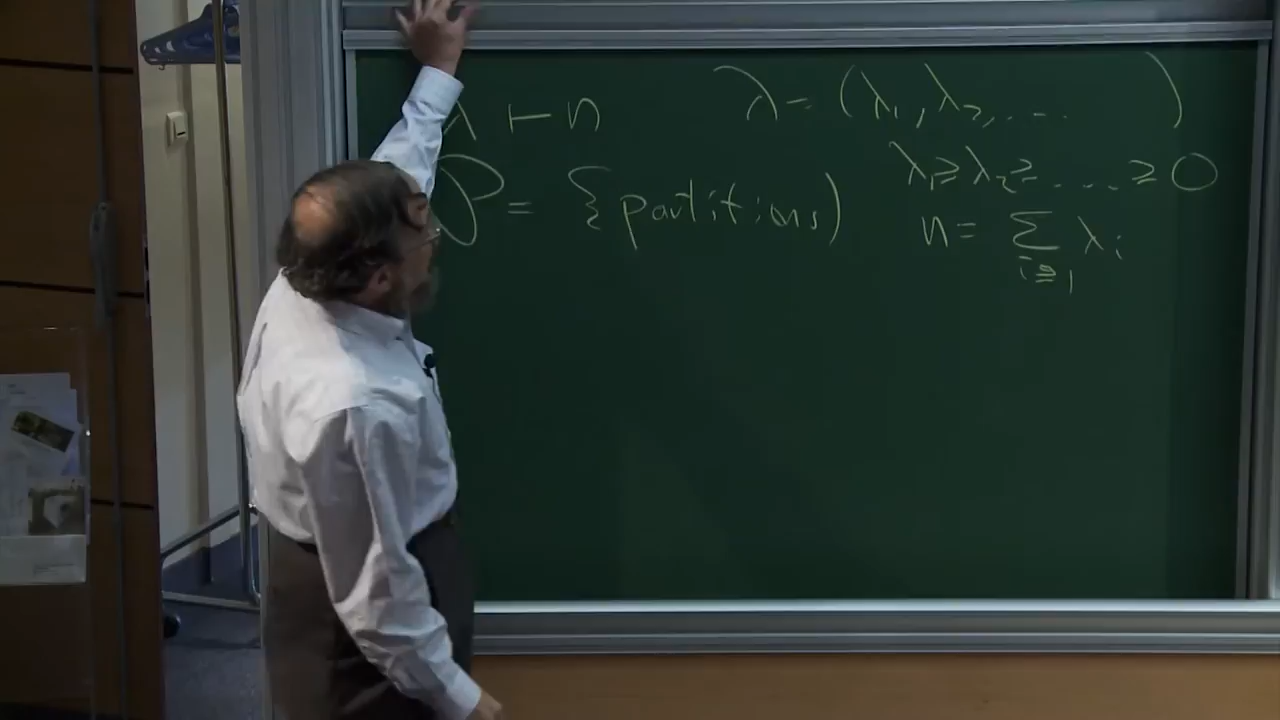 λ ⊢ n
λ = (λ₁, λ₂, .... )
λ₁ ≥ λ₂ ≥ .... ≥ 0
P = {partitions)
n = ∑ λᵢ
i ≥ 1